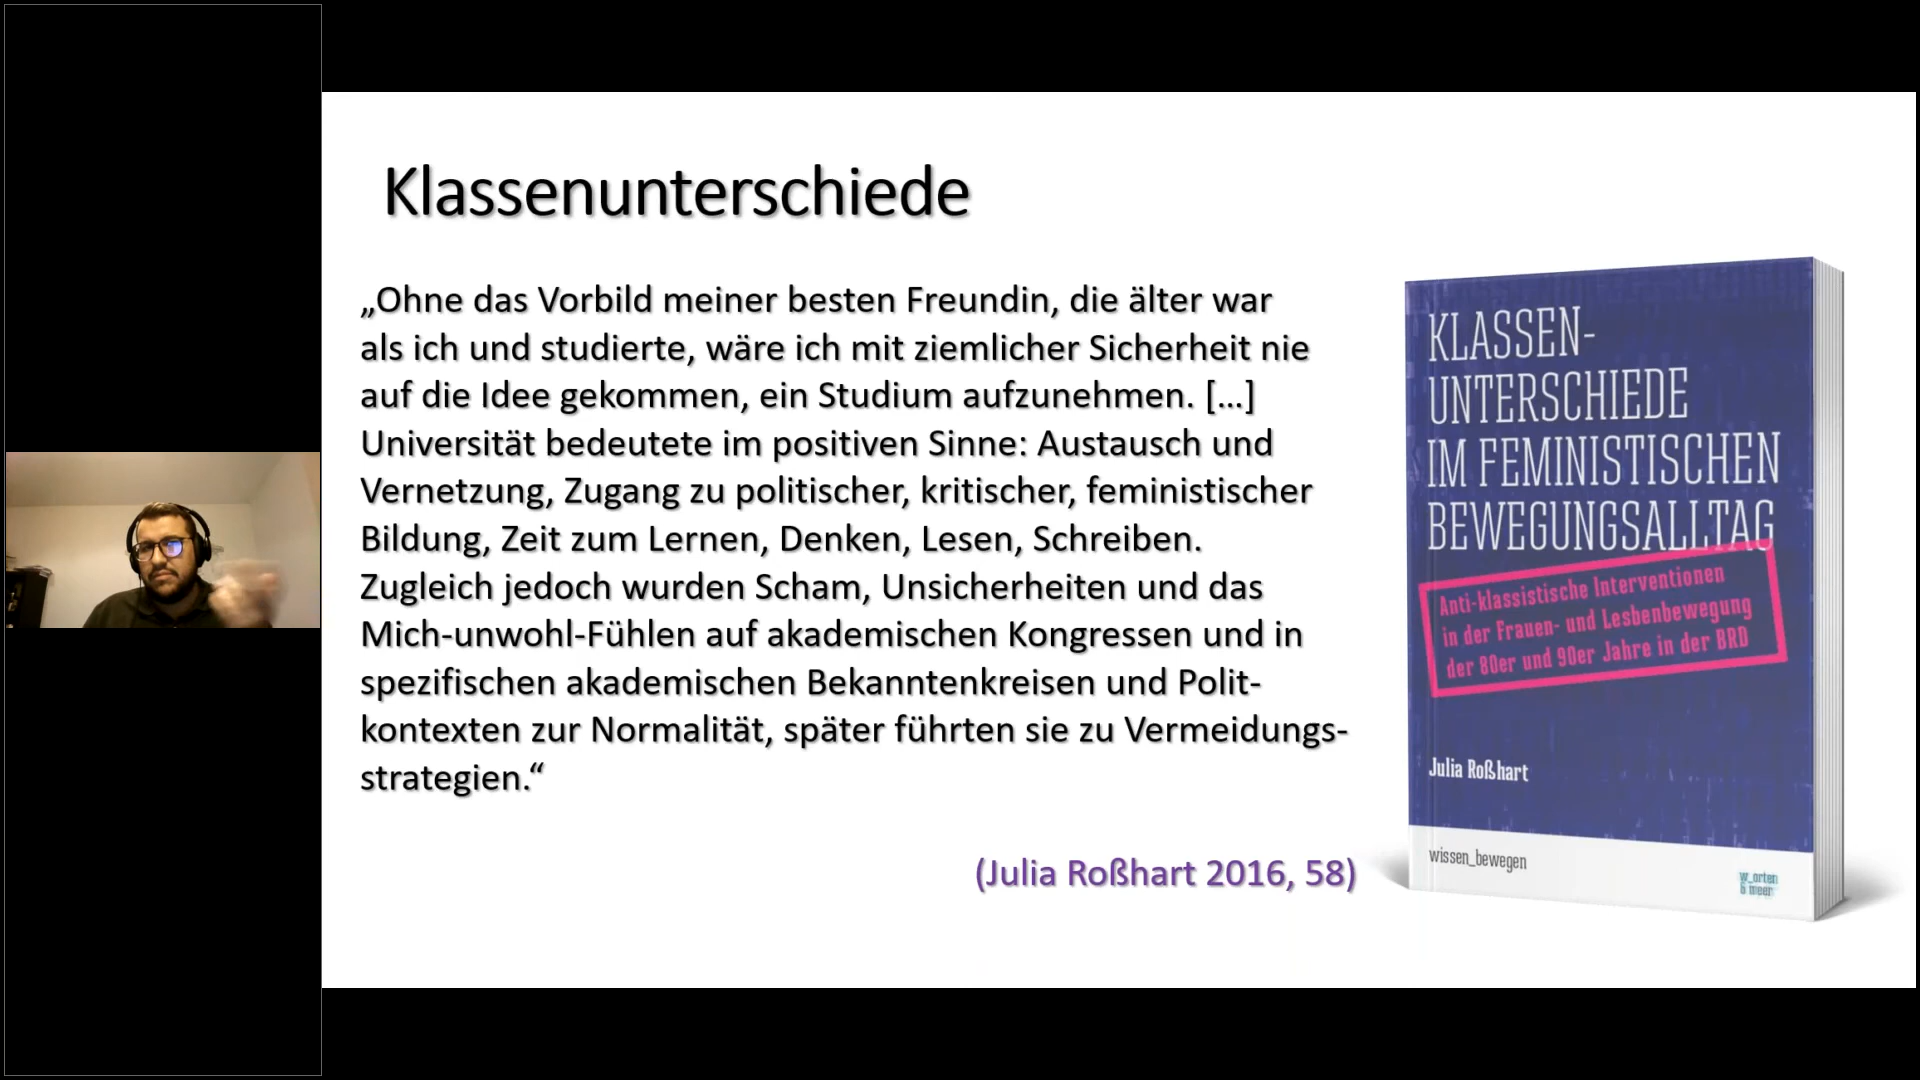 Klassenunterschiede
„Ohne das Vorbild meiner besten Freundin, die älter war
als ich und studierte, wäre ich mit ziemlicher Sicherheit nie
auf die Idee gekommen, ein Studium aufzunehmen. […]
Universität bedeutete im positiven Sinne: Austausch und
Vernetzung, Zugang zu politischer, kritischer, feministischer
Bildung, Zeit zum Lernen, Denken, Lesen, Schreiben.
Zugleich jedoch wurden Scham, Unsicherheiten und das
Mich-unwohl-Fühlen auf akademischen Kongressen und in
spezifischen akademischen Bekanntenkreisen und Polit-
kontexten zur Normalität, später führten sie zu Vermeidungs-
strategien.“
(Julia Roßhart 2016, 58)
KLASSEN-
UNTERSCHIEDE
IM FEMINISTISCHEN
BEWEGUNGSALLTAG
Anti-klassistische Interventionen
in der Frauen- und Lesbenbewegung
der 80er und 90er Jahre in der BRD
Julia Roßhart
wissen_bewegen
w_orten
& meer